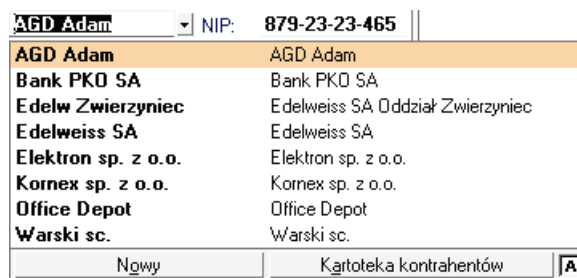 AGD Adam NIP: 879-23-23-465
AGD Adam AGD Adam
Bank PKO SA Bank PKO SA
Edelw Zwierzyniec Edelweiss SA Oddział Zwierzyniec
Edelweiss SA Edelweiss SA
Elektron sp. z o.o. Elektron sp. z o.o.
Kornex sp. z o.o. Kornex sp. z o.o.
Office Depot Office Depot
Warski sc. Warski sc.
Nowy Kartoteka kontrahentów A